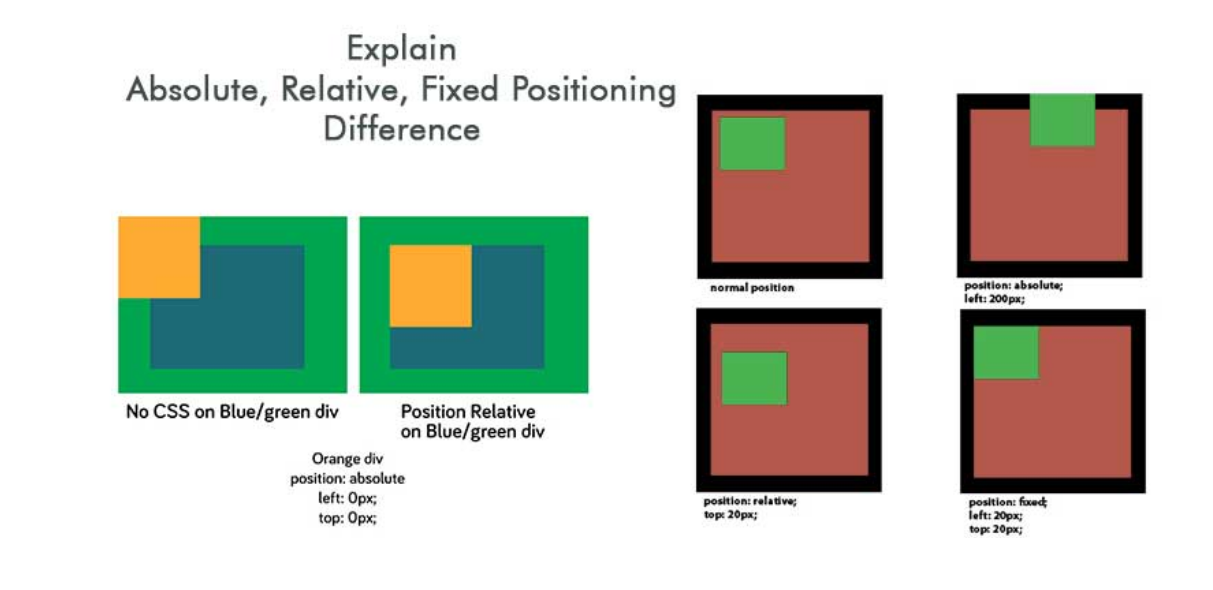 Explain
Absolute, Relative, Fixed Positioning
Difference
No CSS on Blue/green div
Position Relative
on Blue/green div
Orange div
position: absolute
left: 0px;
top: 0px;
normal position
position: absolute;
left: 200px;
position: relative;
top: 20px;
position: fixed;
left: 20px;
top: 20px;